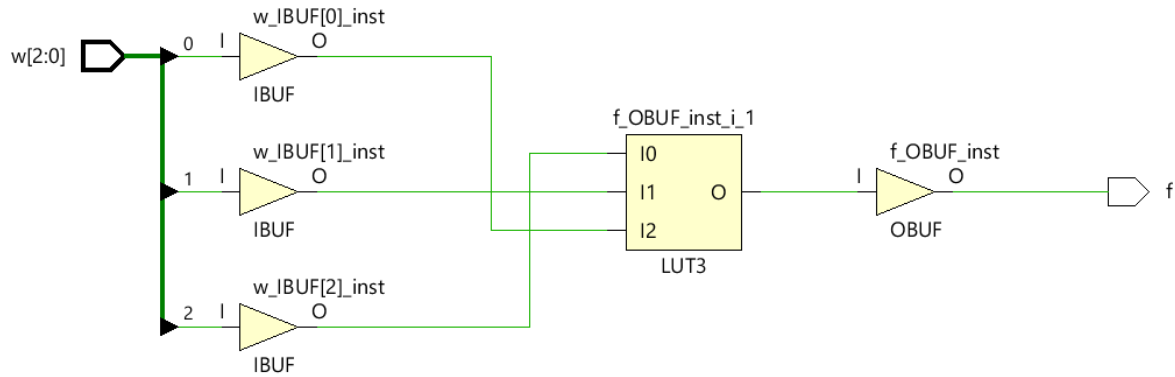 w[2:0]
0
I
w_IBUF[0]_inst
O
IBUF
1
I
w_IBUF[1]_inst
O
IBUF
2
I
w_IBUF[2]_inst
O
IBUF
f_OBUF_inst_i_1
I0
I1
I2
O
LUT3
f_OBUF_inst
I
O
OBUF
f